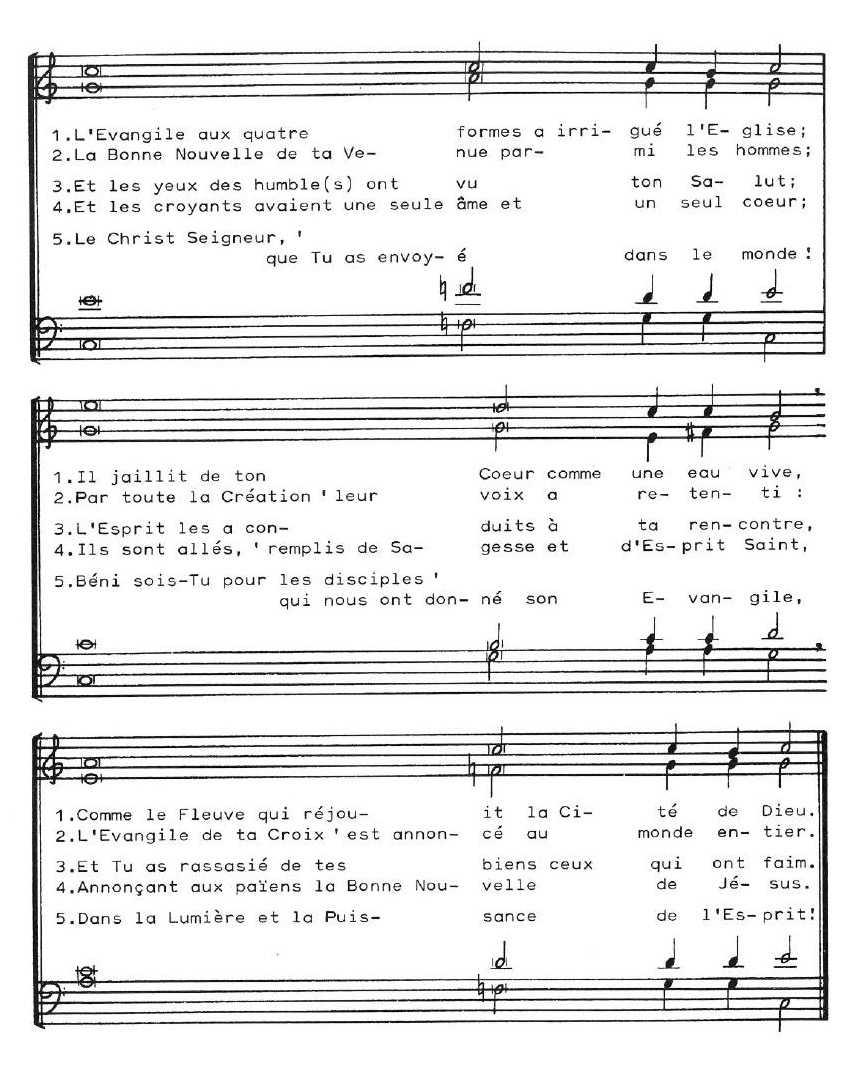 1.L'Evangile aux quatre formes a irri- gué l'E- glise;
2.La Bonne Nouvelle de ta Ve- nue par- mi les hommes;
3.Et les yeux des humble(s) ont vu ton Sa- lut;
4.Et les croyants avaient une seule âme et un seul coeur;
5.Le Christ Seigneur, '
que Tu as envoy- é dans le monde !
1.Il jaillit de ton Coeur comme une eau vive,
2.Par toute la Création ' leur voix a re- ten- ti :
3.L'Esprit les a con- duits à ta ren- contre,
4.Ils sont allés, ' remplis de Sa- gesse et d'Es- prit Saint,
5.Béni sois-Tu pour les disciples '
qui nous ont don- né son E- van- gile,
1.Comme le Fleuve qui réjou- it la Ci- té de Dieu.
2.L'Evangile de ta Croix ' est annon- cé au monde en- tier.
3.Et Tu as rassasié de tes biens ceux qui ont faim.
4.Annonçant aux païens la Bonne Nou- velle de Jé- sus.
5.Dans la Lumière et la Puis- sance de l'Es- prit!